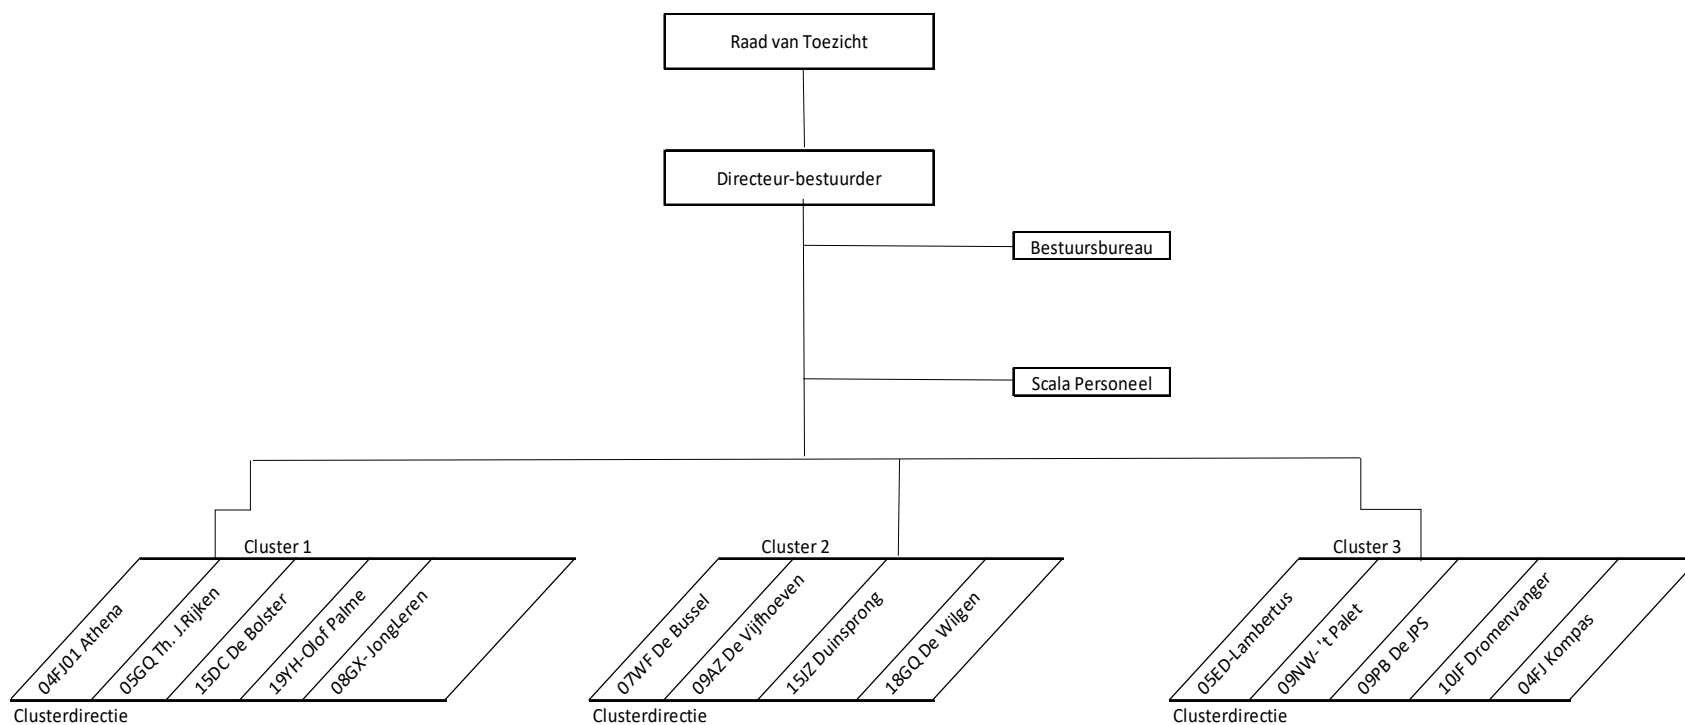 Raad van Toezicht
Directeur-bestuurder
Bestuursbureau
Scala Personeel
Cluster 1
04FJ01 Athena
05GQ Th. J.Rijken
15DC De Bolster
19YH-Olof Palme
08GX- JongLeren
Clusterdirectie
Cluster 2
07WF De Bussel
09AZ De Vijfhoeven
15JZ Duinsprong
18GQ De Wilgen
Clusterdirectie
Cluster 3
05ED-Lambertus
09NW- 't Palet
09PB De JPS
10JF Dromenvanger
04FJ Kompas
Clusterdirectie